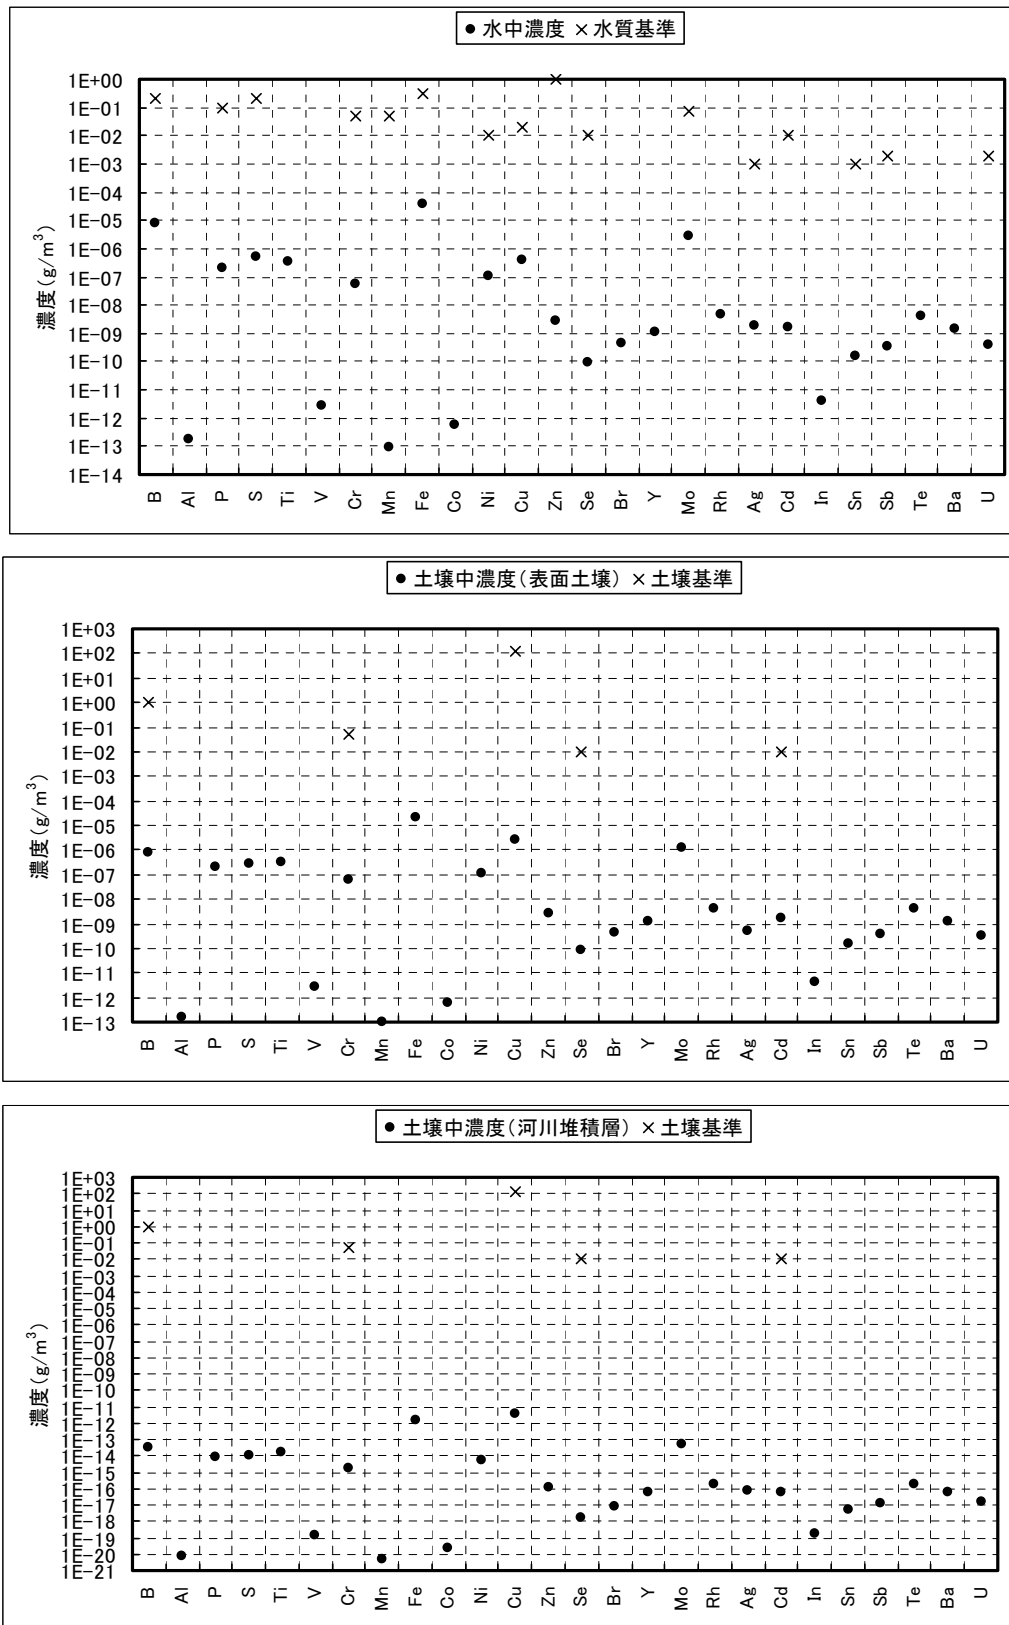 ● 水中濃度 × 水質基準
1E+00
1E-01
1E-02
1E-03
1E-04
1E-05
1E-06
1E-07
1E-08
1E-09
1E-10
1E-11
1E-12
1E-13
1E-14
濃度(g/m³)
B Al P S Ti V Cr Mn Fe Co Ni Cu Zn Se Br Y Mo Rh Ag Cd In Sn Sb Te Ba U
● 土壌中濃度(表面土壌) × 土壌基準
1E+03
1E+02
1E+01
1E+00
1E-01
1E-02
1E-03
1E-04
1E-05
1E-06
1E-07
1E-08
1E-09
1E-10
1E-11
1E-12
1E-13
濃度(g/m³)
B Al P S Ti V Cr Mn Fe Co Ni Cu Zn Se Br Y Mo Rh Ag Cd In Sn Sb Te Ba U
● 土壌中濃度(河川堆積層) × 土壌基準
1E+03
1E+02
1E+01
1E+00
1E-01
1E-02
1E-03
1E-04
1E-05
1E-06
1E-07
1E-08
1E-09
1E-10
1E-11
1E-12
1E-13
1E-14
1E-15
1E-16
1E-17
1E-18
1E-19
1E-20
1E-21
濃度(g/m³)
B Al P S Ti V Cr Mn Fe Co Ni Cu Zn Se Br Y Mo Rh Ag Cd In Sn Sb Te Ba U